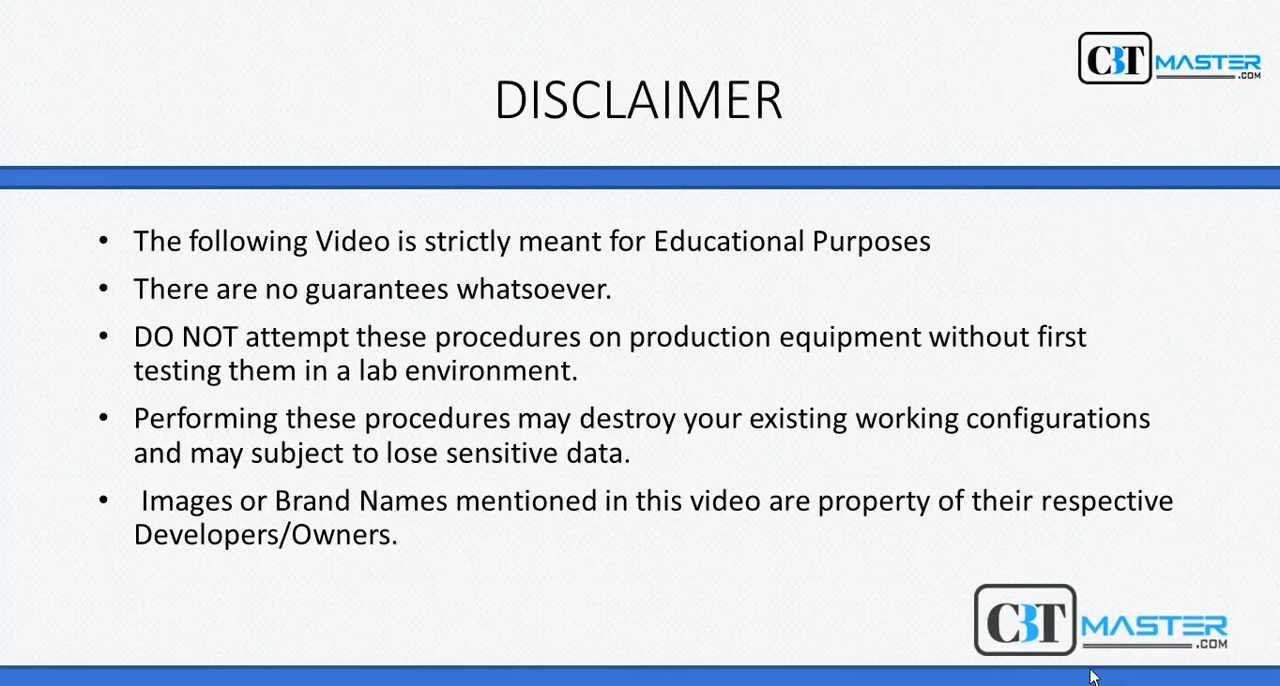 CBT MASTER
.COM
DISCLAIMER
• The following Video is strictly meant for Educational Purposes
• There are no guarantees whatsoever.
• DO NOT attempt these procedures on production equipment without first
testing them in a lab environment.
• Performing these procedures may destroy your existing working configurations
and may subject to lose sensitive data.
• Images or Brand Names mentioned in this video are property of their respective
Developers/Owners.
CBT MASTER
.COM